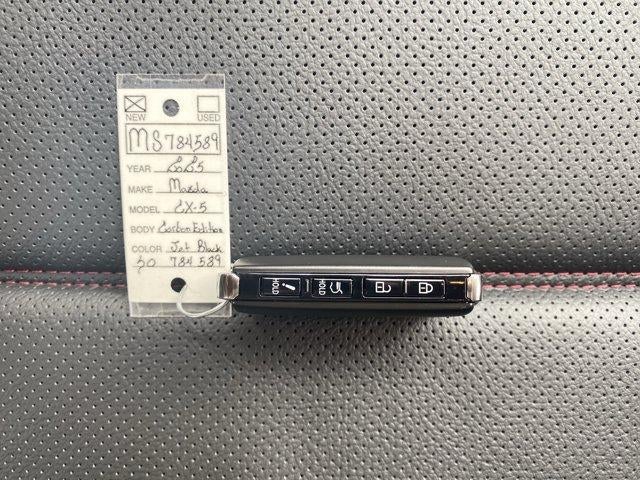 NEW USED
MS784589
YEAR 2025
MAKE Mazda
MODEL CX-5
BODY Carbon Edition
COLOR Jet Black
784589
HOLD HOLD